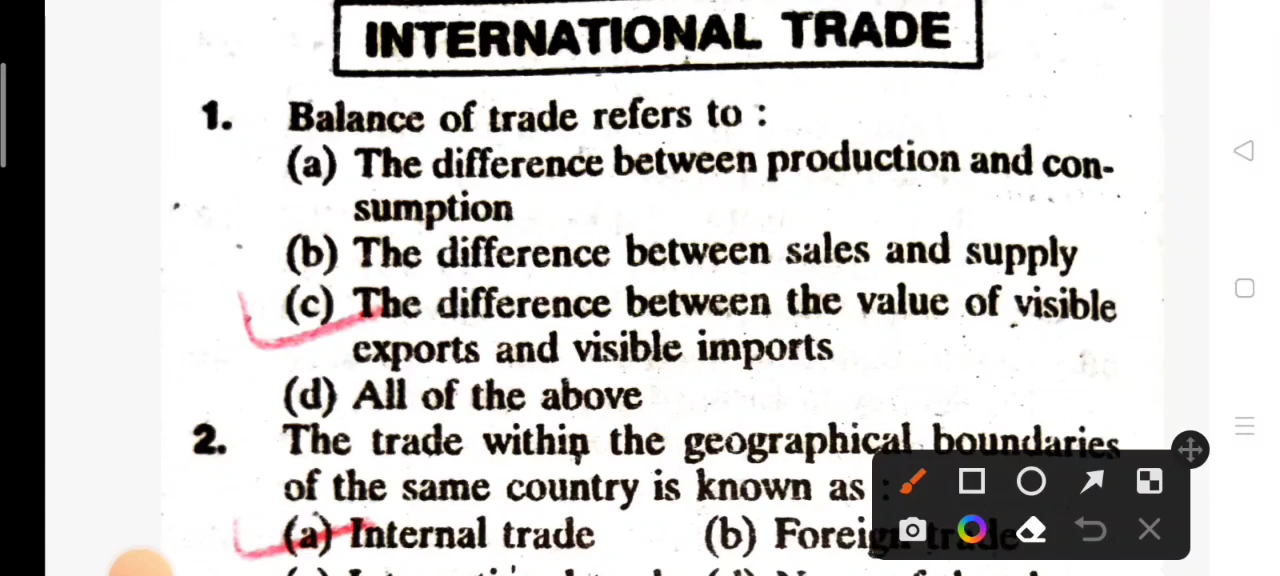 INTERNATIONAL TRADE
1. Balance of trade refers to :
(a) The difference between production and con-
sumption
(b) The difference between sales and supply
(c) The difference between the value of visible
exports and visible imports
(d) All of the above
2. The trade within the geographical boundaries
of the same country is known as :
(a) Internal trade (b) Foreign trade